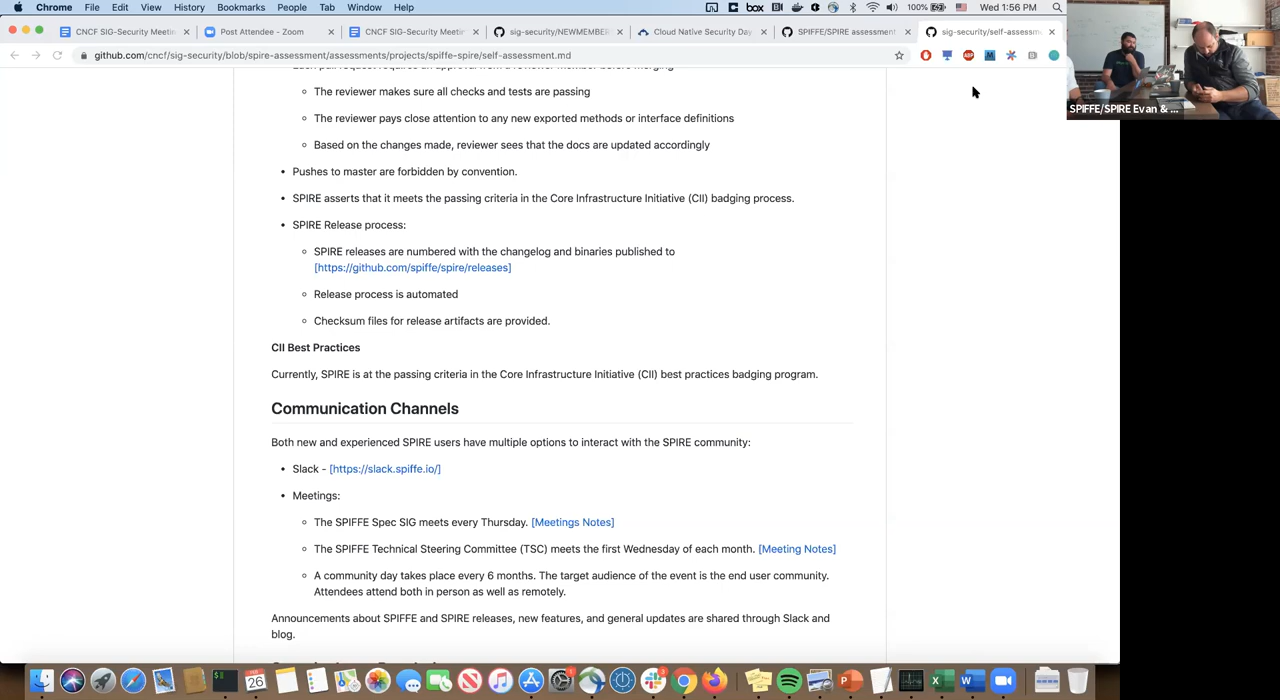 Chrome File Edit View History Bookmarks People Tab Window Help
box 100% Wed 1:56 PM
CNCF SIG-Security Meetin
Post Attendee - Zoom
CNCF SIG-Security Meetin
sig-security/NEWMEMBER
Cloud Native Security Day
SPIFFE/SPIRE assessment
sig-security/self-assessm
github.com/cncf/sig-security/blob/spire-assessment/assessments/projects/spiffe-spire/self-assessment.md
SPIFFE/SPIRE Evan & ...
Each pull request requires an approval from a reviewer member before merging
The reviewer makes sure all checks and tests are passing
The reviewer pays close attention to any new exported methods or interface definitions
Based on the changes made, reviewer sees that the docs are updated accordingly
Pushes to master are forbidden by convention.
SPIRE asserts that it meets the passing criteria in the Core Infrastructure Initiative (CII) badging process.
SPIRE Release process:
SPIRE releases are numbered with the changelog and binaries published to
[https://github.com/spiffe/spire/releases]
Release process is automated
Checksum files for release artifacts are provided.
CII Best Practices
Currently, SPIRE is at the passing criteria in the Core Infrastructure Initiative (CII) best practices badging program.
Communication Channels
Both new and experienced SPIRE users have multiple options to interact with the SPIRE community:
Slack - [https://slack.spiffe.io/]
Meetings:
The SPIFFE Spec SIG meets every Thursday. [Meetings Notes]
The SPIFFE Technical Steering Committee (TSC) meets the first Wednesday of each month. [Meeting Notes]
A community day takes place every 6 months. The target audience of the event is the end user community.
Attendees attend both in person as well as remotely.
Announcements about SPIFFE and SPIRE releases, new features, and general updates are shared through Slack and
blog.
26